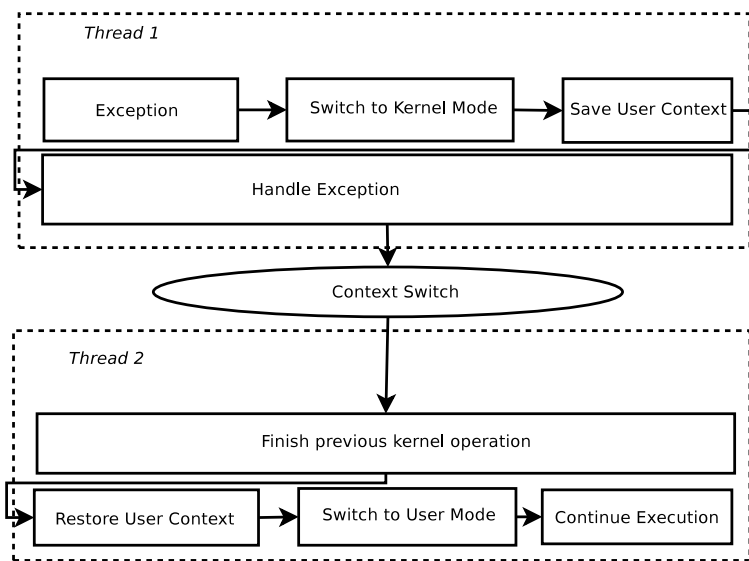 Thread 1
Exception
Switch to Kernel Mode
Save User Context
Handle Exception
Context Switch
Thread 2
Finish previous kernel operation
Restore User Context
Switch to User Mode
Continue Execution